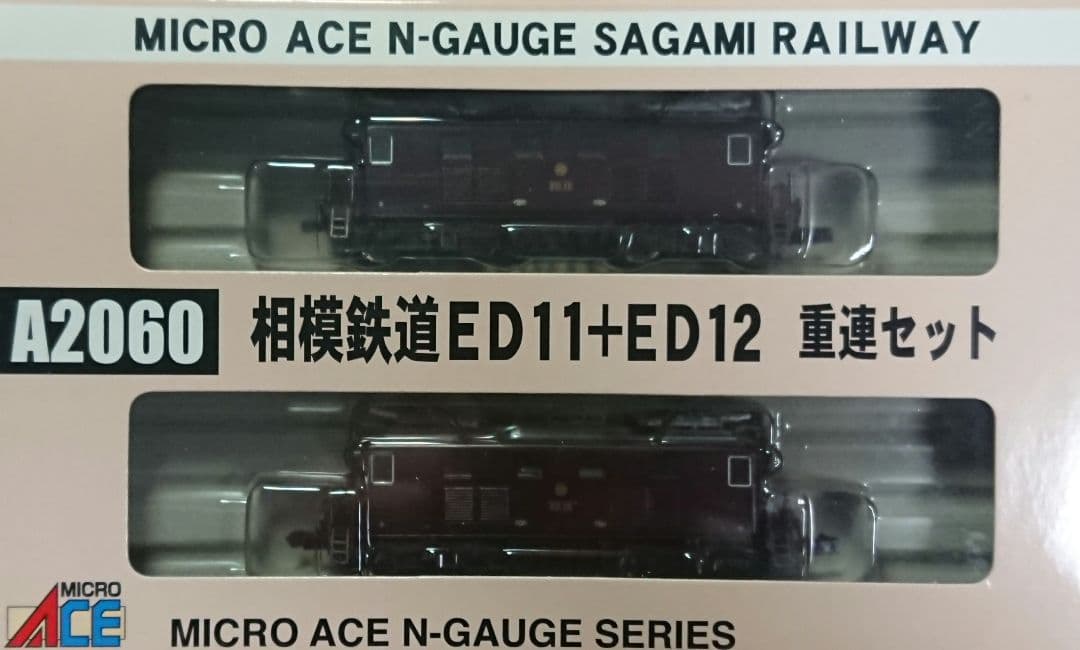 MICRO ACE N-GAUGE SAGAMI RAILWAY
A2060 相模鉄道ED11+ED12 重連セット
MICRO
ACE
MICRO ACE N-GAUGE SERIES